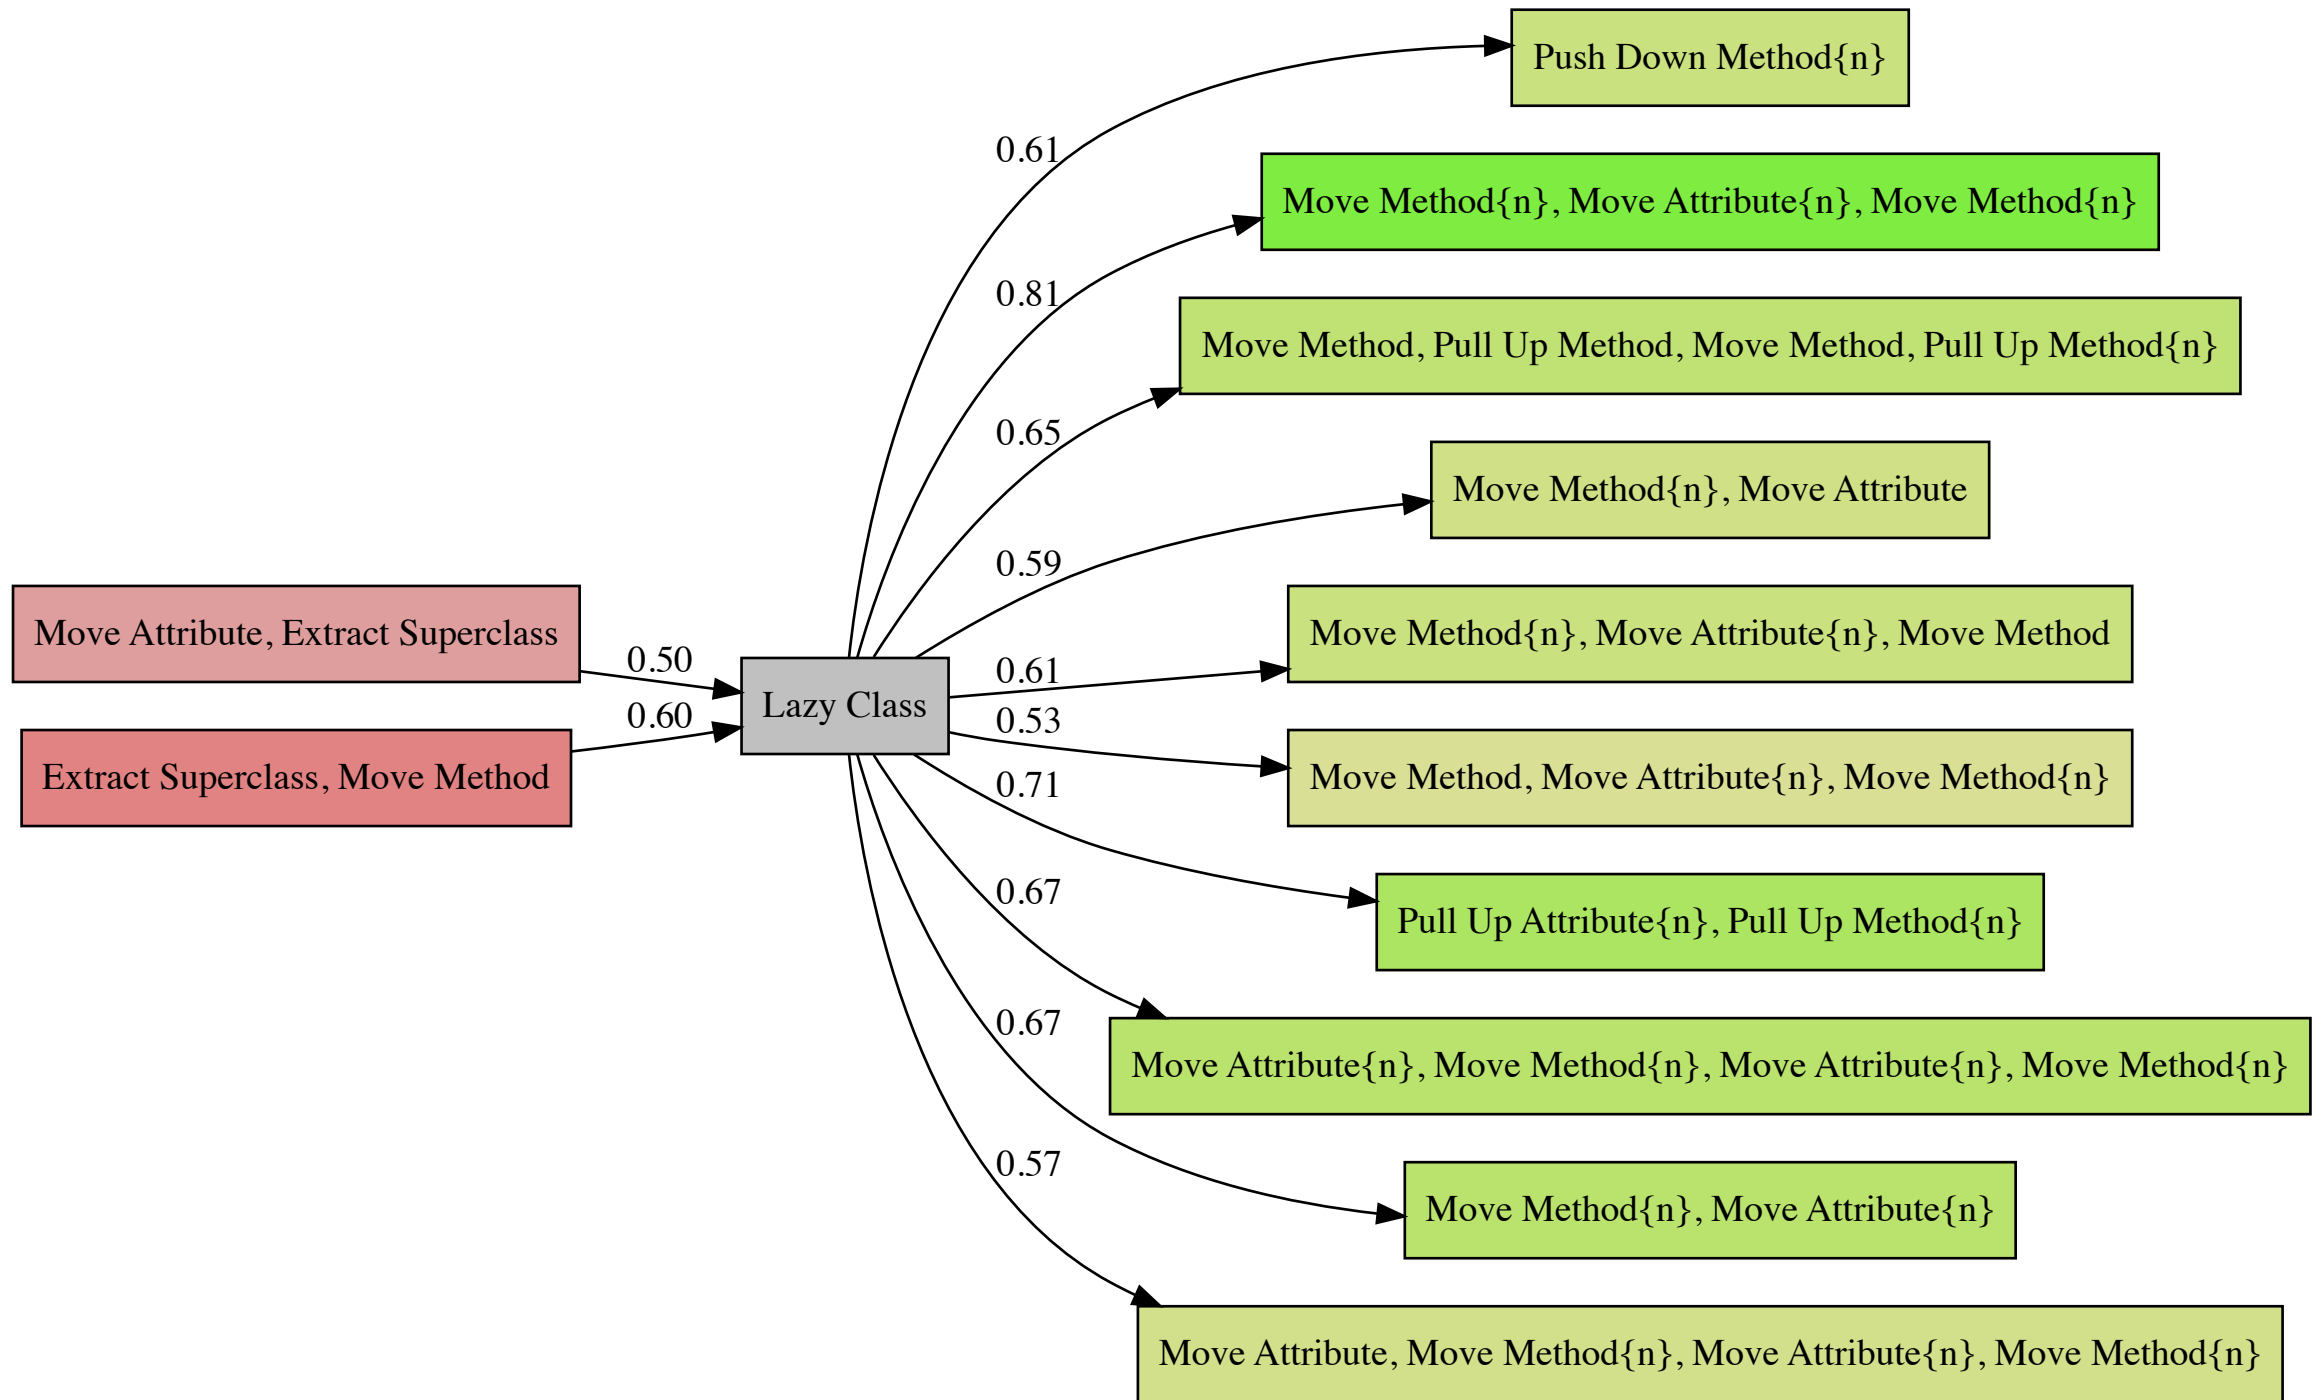 Push Down Method{n}
0.61
Move Method{n}, Move Attribute{n}, Move Method{n}
0.81
Move Method, Pull Up Method, Move Method, Pull Up Method{n}
0.65
Move Method{n}, Move Attribute
0.59
Move Attribute, Extract Superclass
0.50
Move Method{n}, Move Attribute{n}, Move Method
0.61
Lazy Class
0.60
0.53
Extract Superclass, Move Method
Move Method, Move Attribute{n}, Move Method{n}
0.71
Pull Up Attribute{n}, Pull Up Method{n}
0.67
Move Attribute{n}, Move Method{n}, Move Attribute{n}, Move Method{n}
0.67
Move Method{n}, Move Attribute{n}
0.57
Move Attribute, Move Method{n}, Move Attribute{n}, Move Method{n}